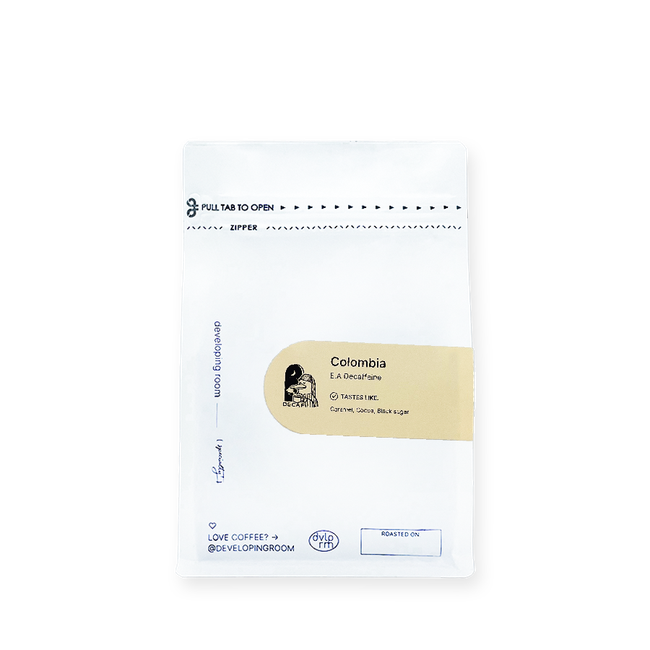 PULL TAB TO OPEN
ZIPPER
developing room
Colombia
E.A Decaffeine
DECAF
TASTES LIKE.
Caramel, Cocoa, Black sugar
LOVE COFFEE? →
@DEVELOPINGROOM
dvlp
rm
ROASTED ON